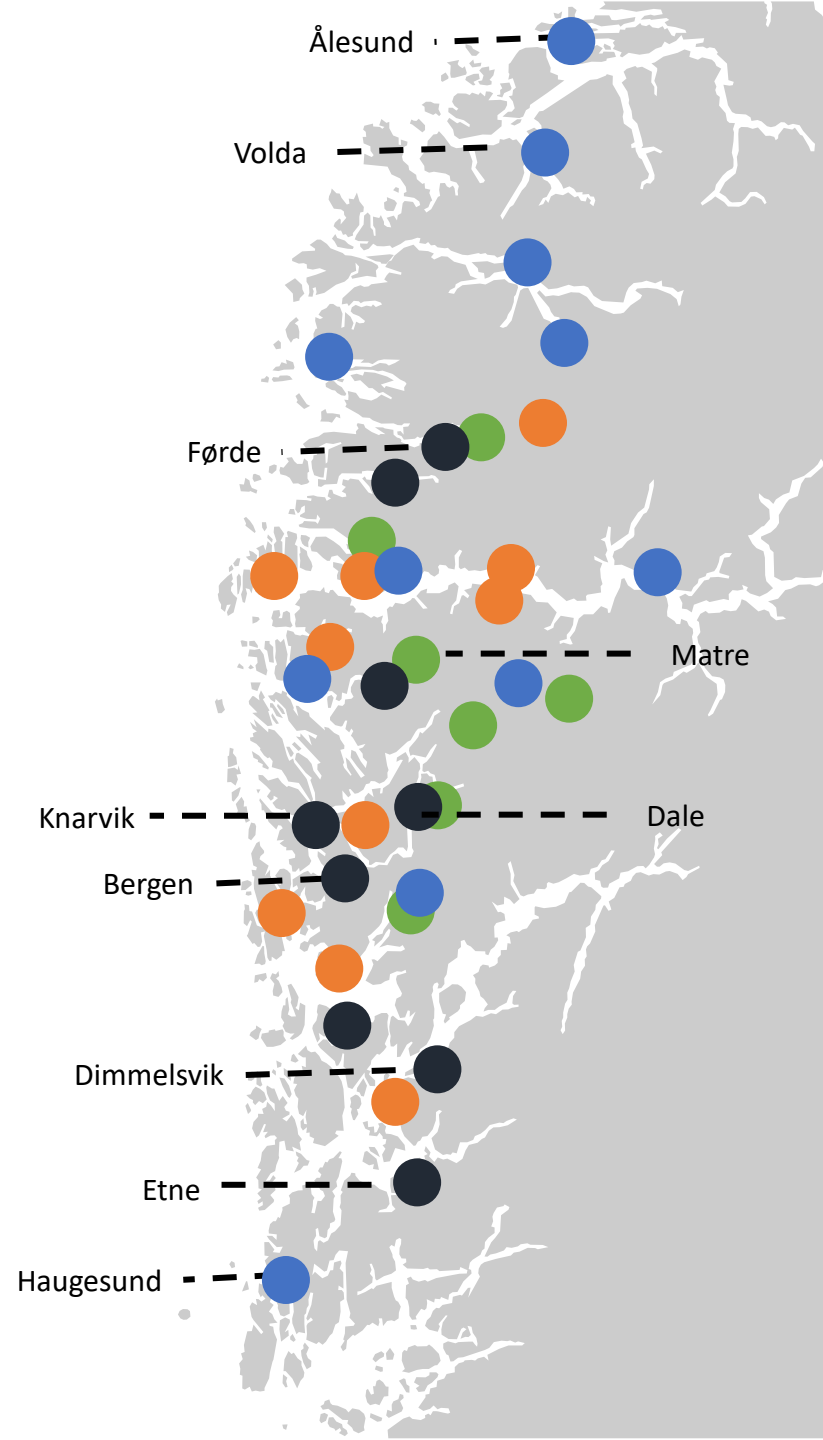 Ålesund
Volda
Førde
Matre
Knarvik
Dale
Bergen
Dimmelsvik
Etne
Haugesund